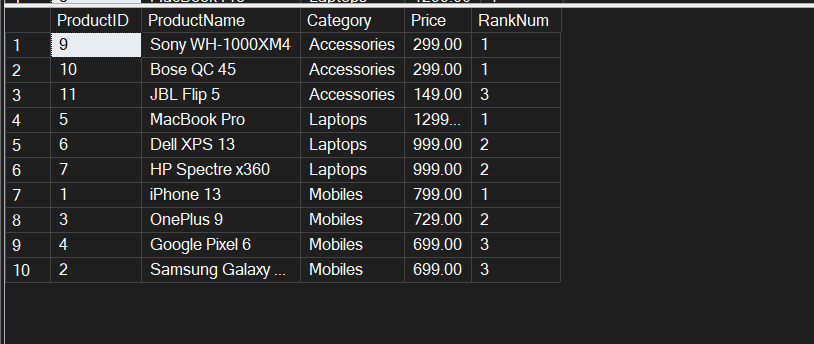 ProductID ProductName Category Price RankNum
1 9 Sony WH-1000XM4 Accessories 299.00 1
2 10 Bose QC 45 Accessories 299.00 1
3 11 JBL Flip 5 Accessories 149.00 3
4 5 MacBook Pro Laptops 1299... 1
5 6 Dell XPS 13 Laptops 999.00 2
6 7 HP Spectre x360 Laptops 999.00 2
7 1 iPhone 13 Mobiles 799.00 1
8 3 OnePlus 9 Mobiles 729.00 2
9 4 Google Pixel 6 Mobiles 699.00 3
10 2 Samsung Galaxy ... Mobiles 699.00 3